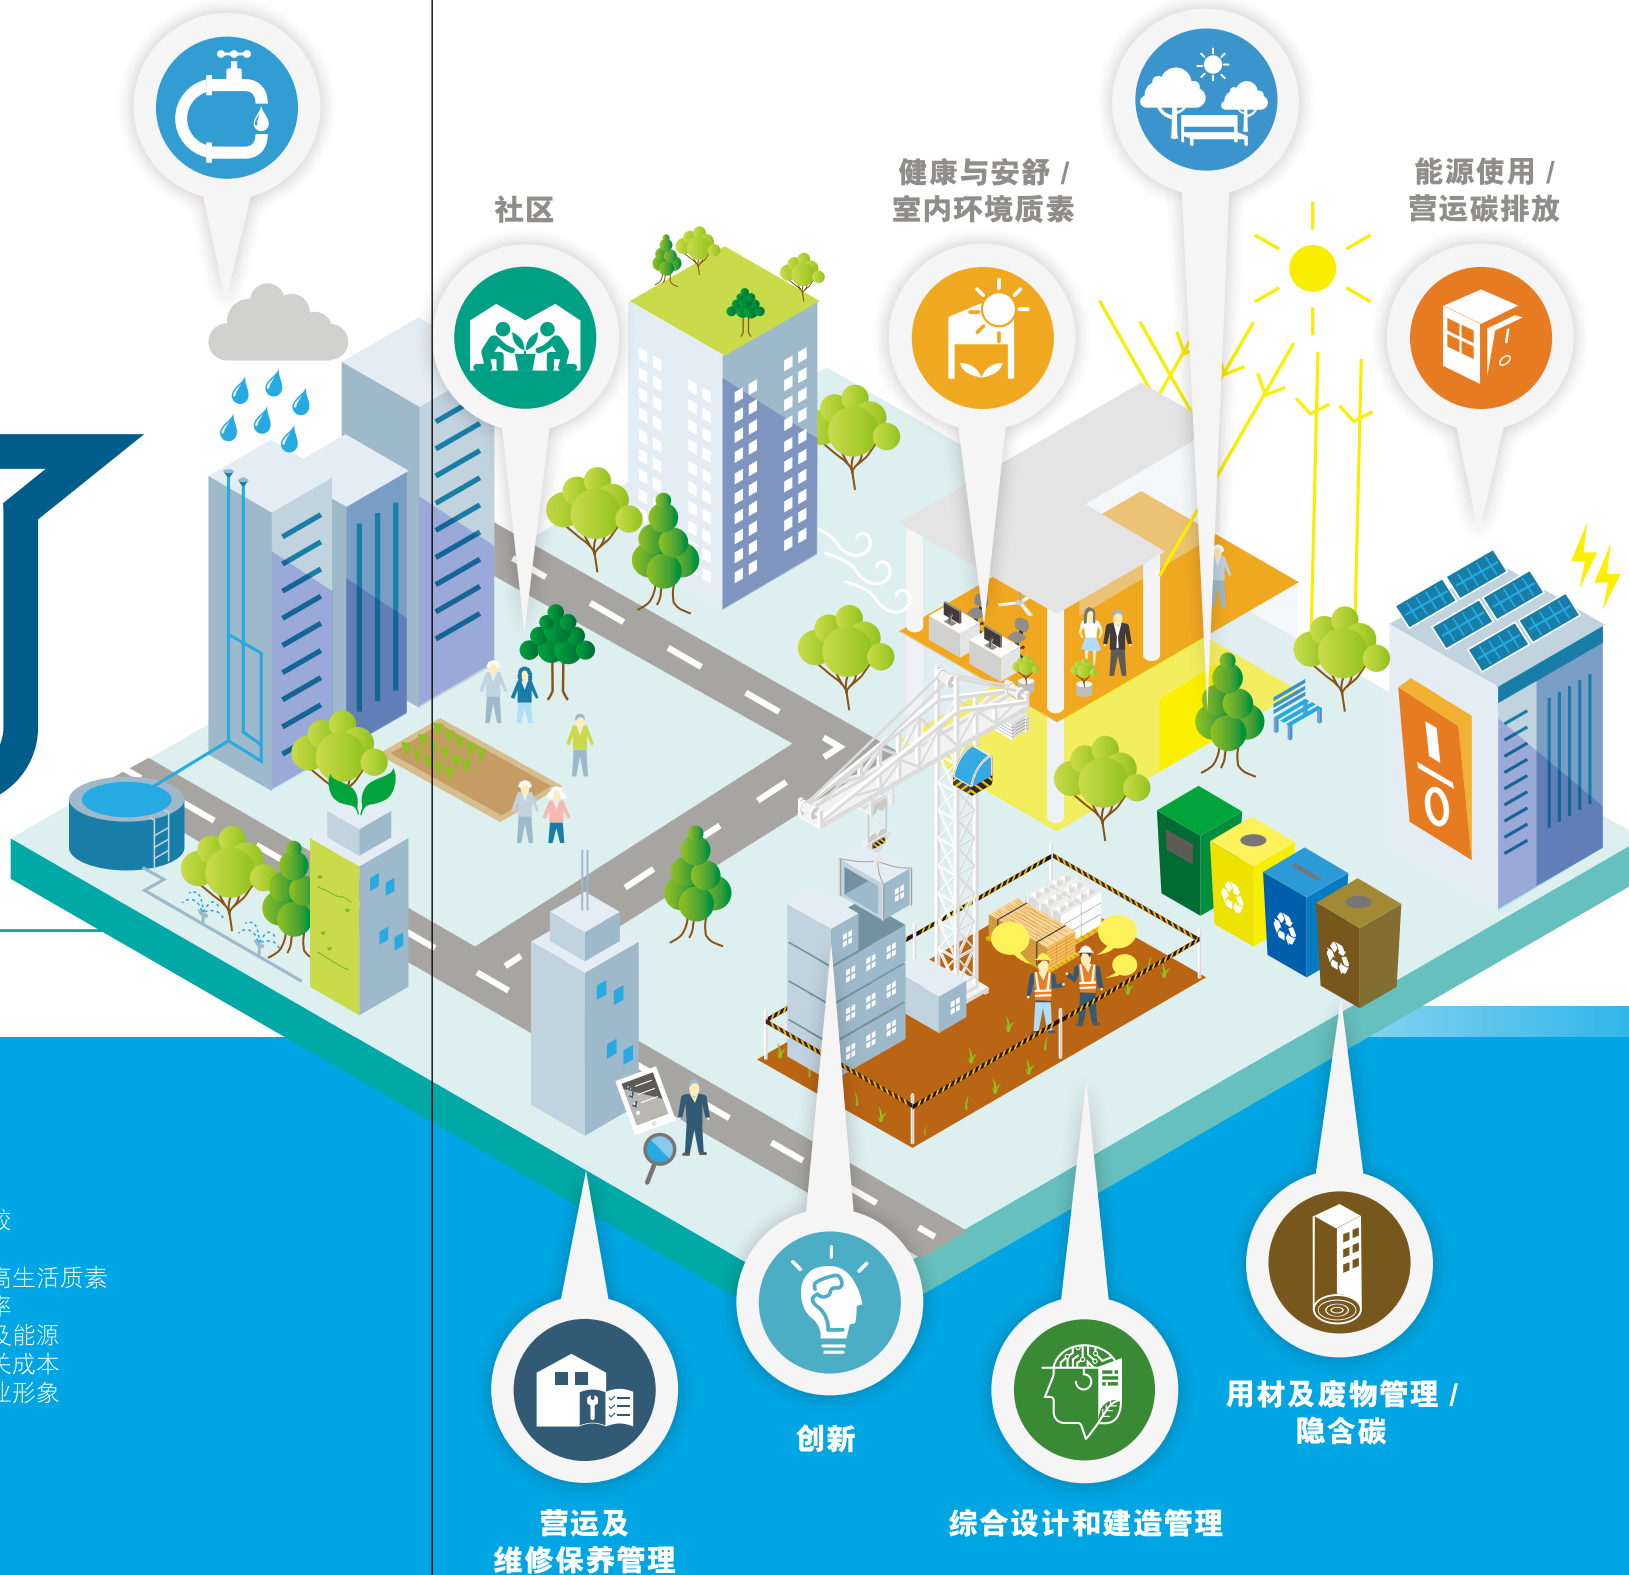 社区
健康与安舒 /
室内环境质素
能源使用 /
营运碳排放
高生活质素
率
及能源
关成本
业形象
用材及废物管理 /
隐含碳
创新
综合设计和建造管理
营运及
维修保养管理